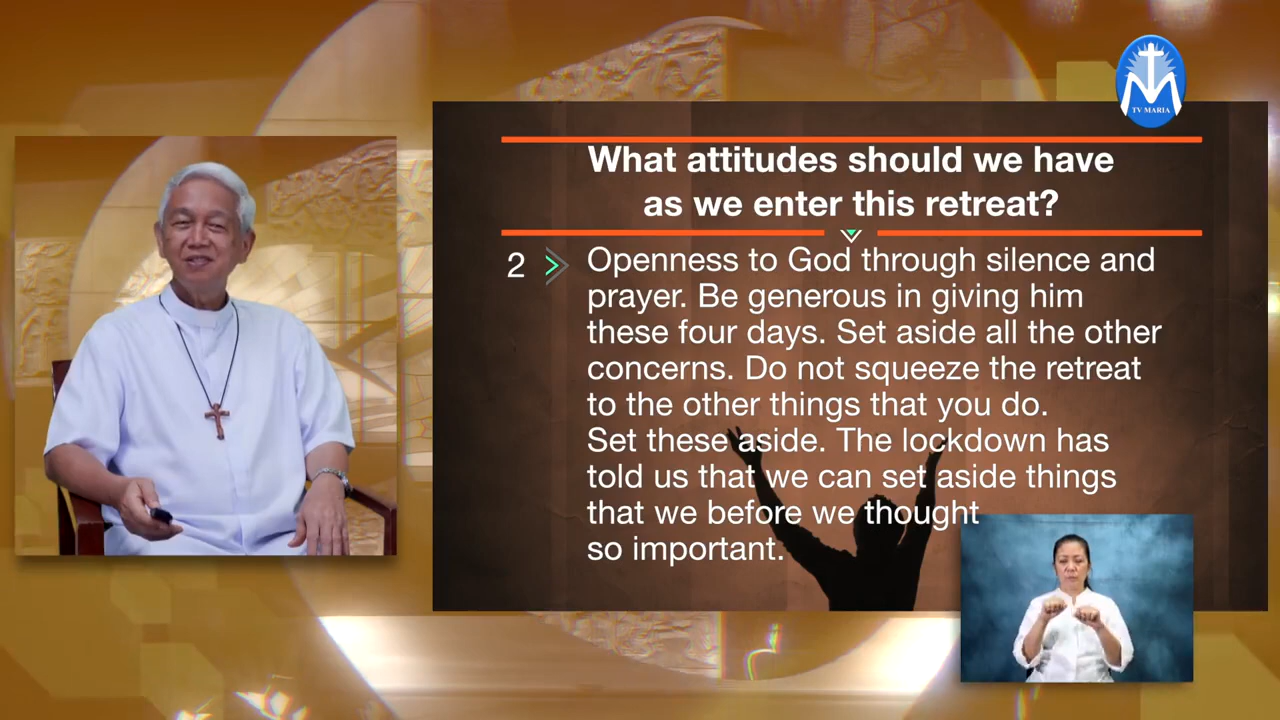 TV MARIA
What attitudes should we have
as we enter this retreat?
2
Openness to God through silence and
prayer. Be generous in giving him
these four days. Set aside all the other
concerns. Do not squeeze the retreat
to the other things that you do.
Set these aside. The lockdown has
told us that we can set aside things
that we before we thought
so important.